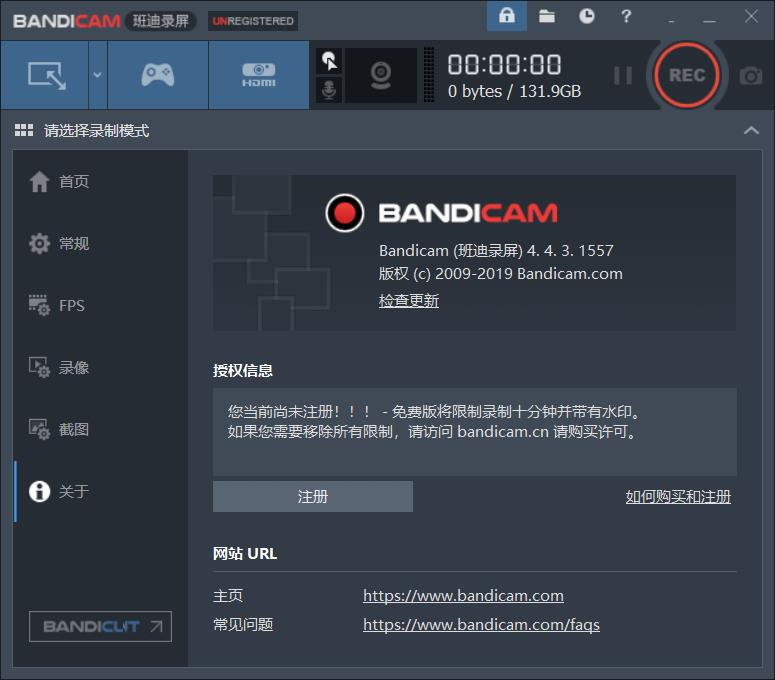 BANDICAM 班迪录屏 UNREGISTERED
HDMI
00:00:00
0 bytes / 131.9GB
REC
请选择录制模式
首页
常规
FPS
录像
截图
关于
BANDICUT
BANDICAM
Bandicam (班迪录屏) 4. 4. 3. 1557
版权 (c) 2009-2019 Bandicam.com
检查更新
授权信息
您当前尚未注册！！！ - 免费版将限制录制十分钟并带有水印。
如果您需要移除所有限制，请访问 bandicam.cn 请购买许可。
注册 如何购买和注册
网站 URL
主页 https://www.bandicam.com
常见问题 https://www.bandicam.com/faqs